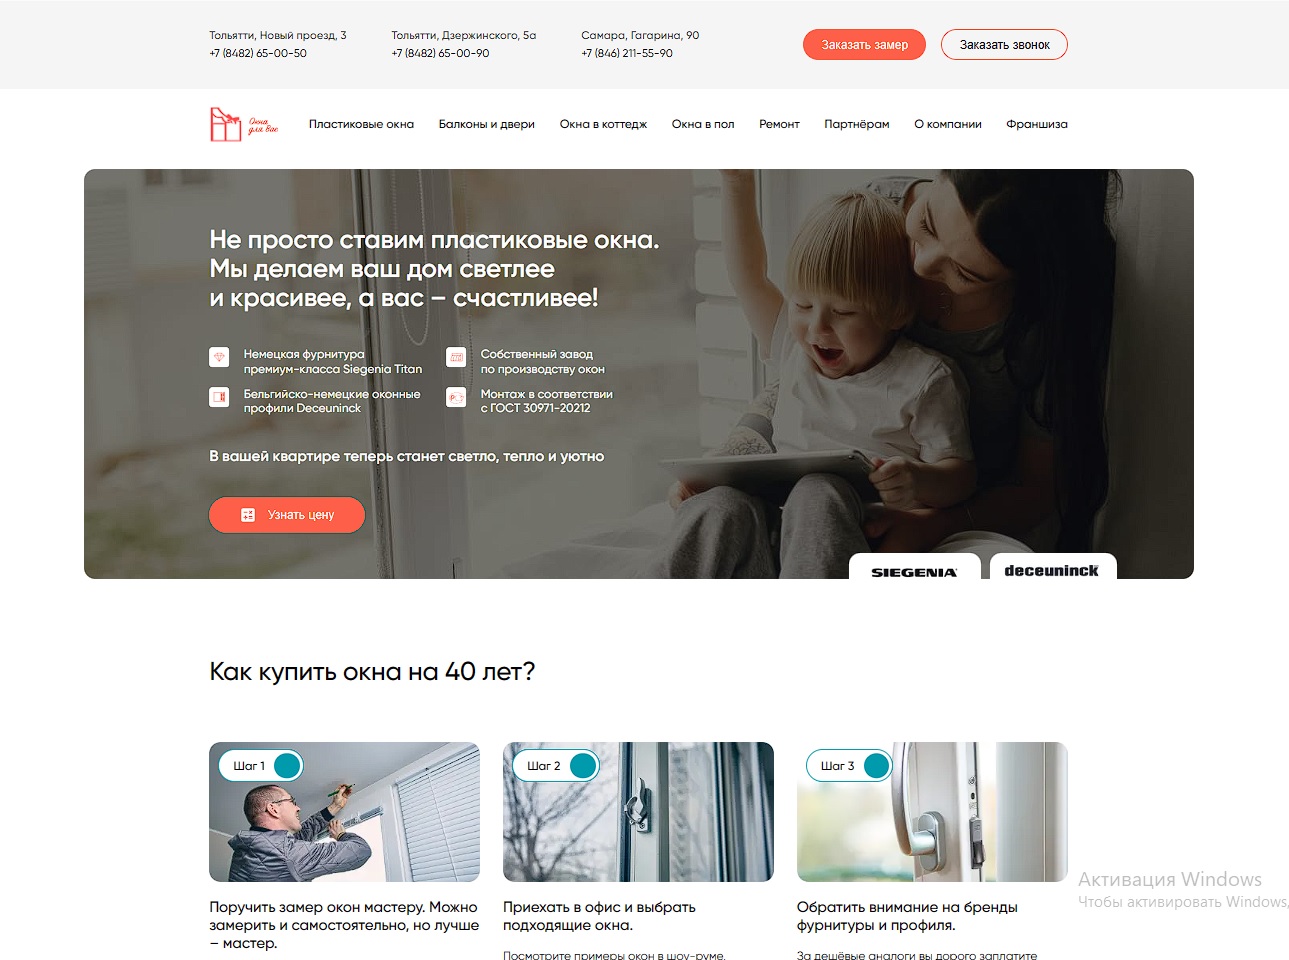 Тольятти, Новый проезд, 3
+7 (8482) 65-00-50
Тольятти, Дзержинского, 5а
+7 (8482) 65-00-90
Самара, Гагарина, 90
+7 (846) 211-55-90
Заказать замер
Заказать звонок
Окна
для Вас
Пластиковые окна
Балконы и двери
Окна в коттедж
Окна в пол
Ремонт
Партнёрам
О компании
Франшиза
Не просто ставим пластиковые окна.
Мы делаем ваш дом светлее
и красивее, а вас – счастливее!
Немецкая фурнитура
премиум-класса Siegenia Titan
Собственный завод
по производству окон
Бельгийско-немецкие оконные
профили Deceuninck
Монтаж в соответствии
с ГОСТ 30971-20212
В вашей квартире теперь станет светло, тепло и уютно
Узнать цену
SIEGENIA
deceuninck
Как купить окна на 40 лет?
Шаг 1
Поручить замер окон мастеру. Можно
замерить и самостоятельно, но лучше
– мастер.
Шаг 2
Приехать в офис и выбрать
подходящие окна.
Посмотрите примеры окон в шоу-руме,
Шаг 3
Обратить внимание на бренды
фурнитуры и профиля.
За дешёвые аналоги вы дорого заплатите
Активация Windows
Чтобы активировать Windows,